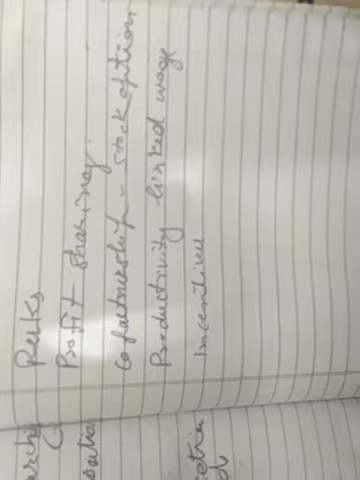 Perks
Profit sharing.
Co partnership - stock option
Productivity linked wage
incentives